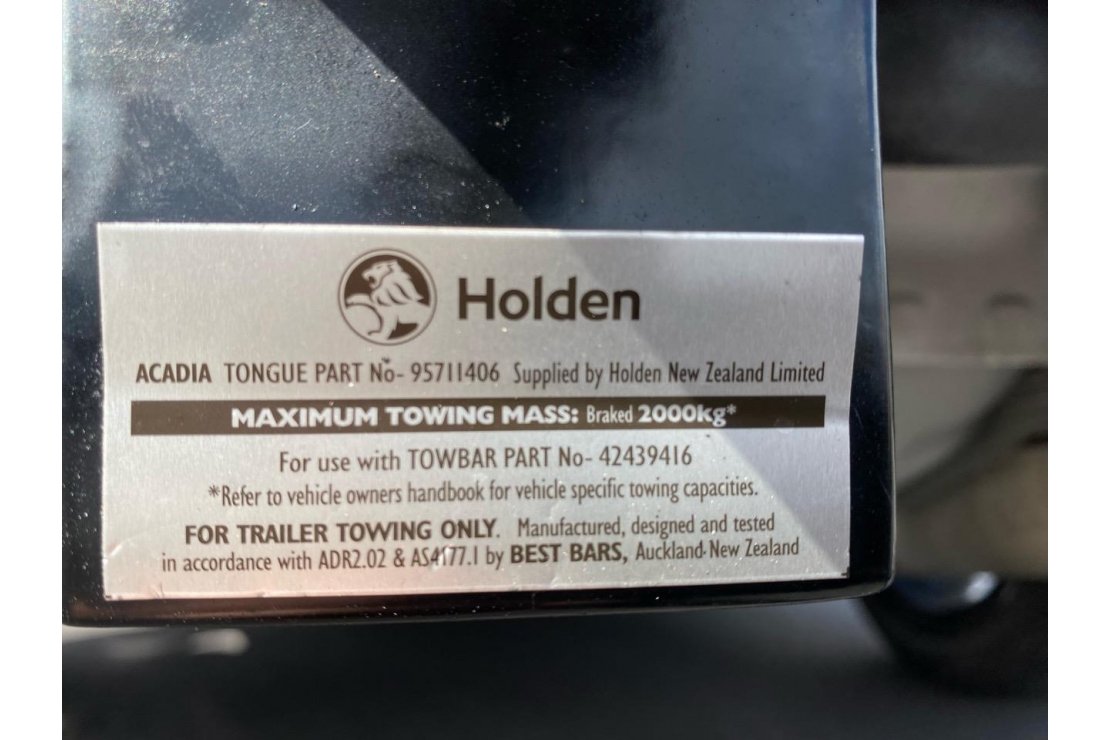 Holden
ACADIA TONGUE PART No- 95711406 Supplied by Holden New Zealand Limited
MAXIMUM TOWING MASS: Braked 2000kg*
For use with TOWBAR PART No- 42439416
*Refer to vehicle owners handbook for vehicle specific towing capacities.
FOR TRAILER TOWING ONLY. Manufactured, designed and tested
in accordance with ADR2.02 & AS4177.1 by BEST BARS, Auckland New Zealand